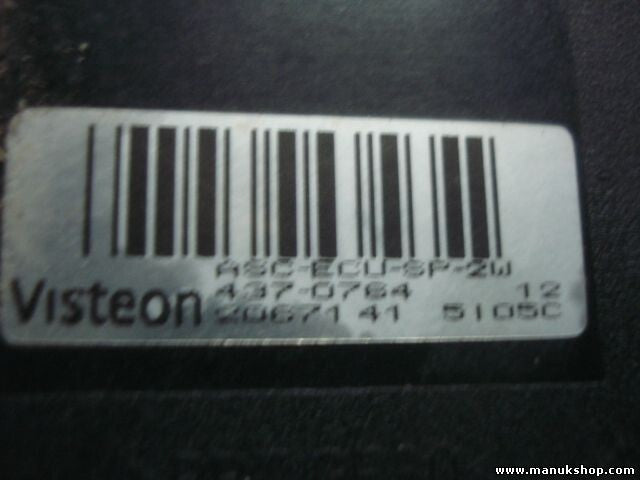 ASC-ECU-SP-2W
Visteon 437-0764 12
20671 41 5105C
www.manukshop.com